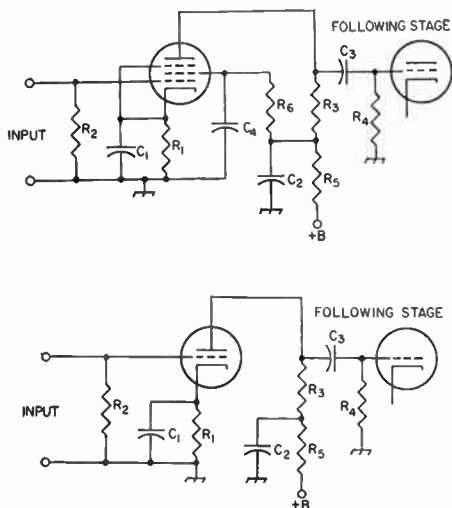 FOLLOWING STAGE
C3
R6
R3
R4
INPUT
R2
C1
R1
C4
C2
R5
+B
FOLLOWING STAGE
C3
R3
R4
INPUT
R2
C1
R1
C2
R5
+B